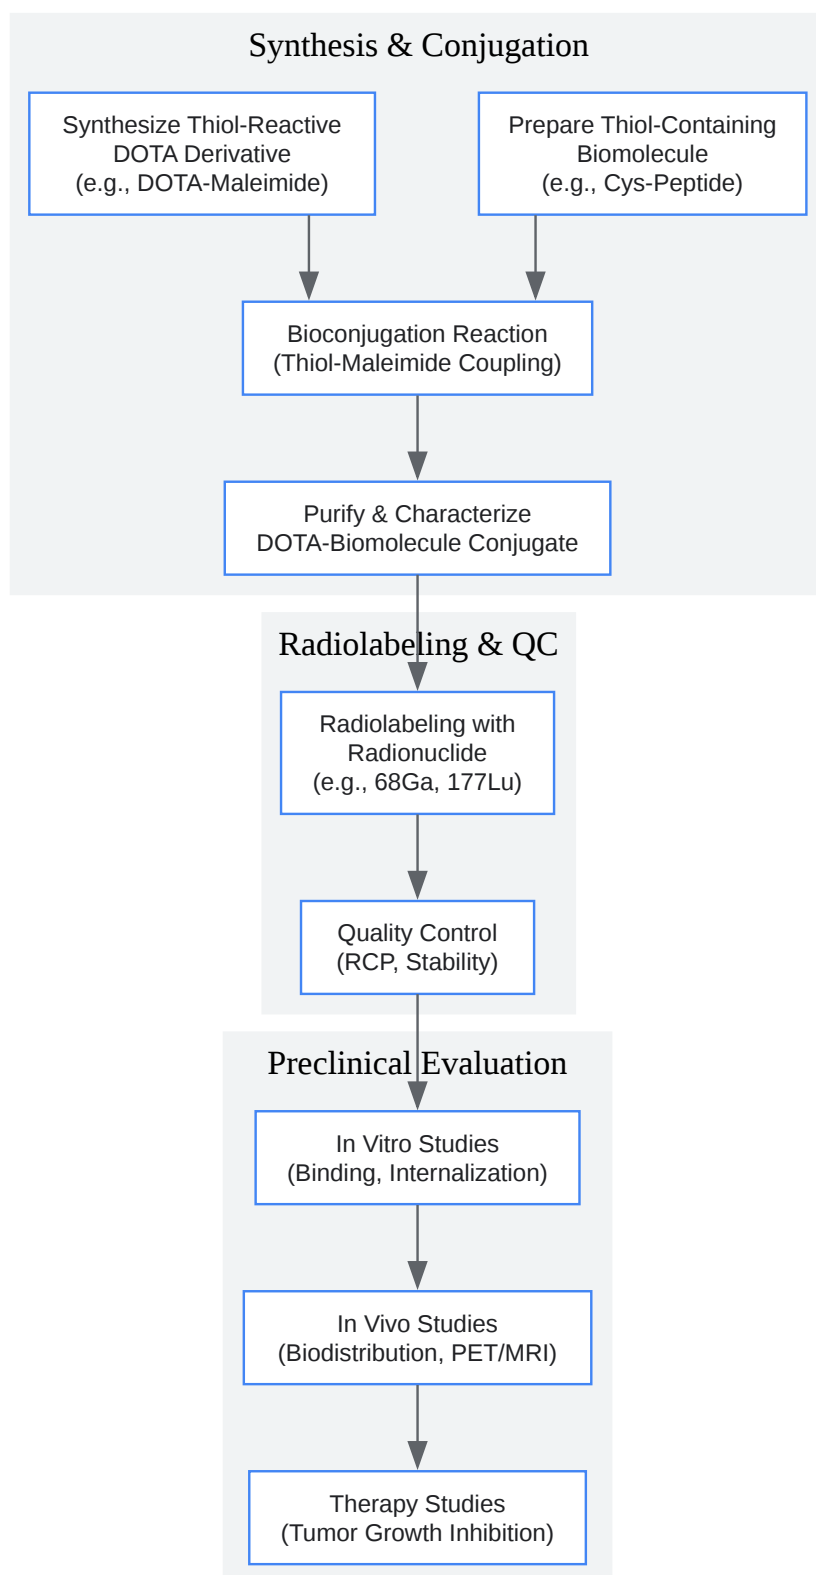 Synthesis & Conjugation
Synthesize Thiol-Reactive
DOTA Derivative
(e.g., DOTA-Maleimide)
Prepare Thiol-Containing
Biomolecule
(e.g., Cys-Peptide)
Bioconjugation Reaction
(Thiol-Maleimide Coupling)
Purify & Characterize
DOTA-Biomolecule Conjugate
Radiolabeling & QC
Radiolabeling with
Radionuclide
(e.g., 68Ga, 177Lu)
Quality Control
(RCP, Stability)
Preclinical Evaluation
In Vitro Studies
(Binding, Internalization)
In Vivo Studies
(Biodistribution, PET/MRI)
Therapy Studies
(Tumor Growth Inhibition)